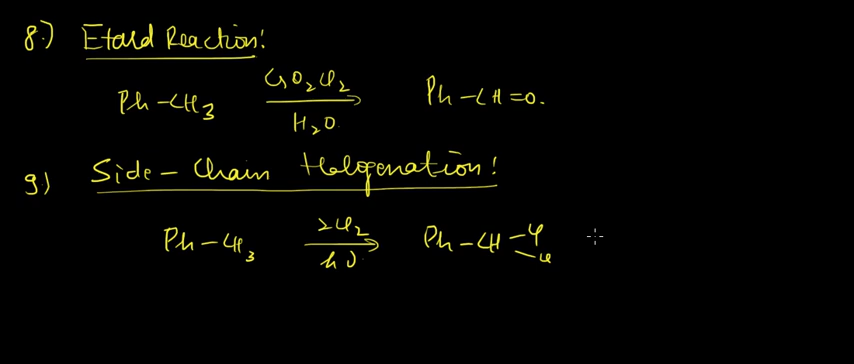 8.) Etard Reaction!
Ph-CH3 CrO2Cl2 H2O Ph-CH=O.
9.) Side-Chain Halogenation!
Ph-CH3 2Cl2 hν Ph-CH-Cl -Cl